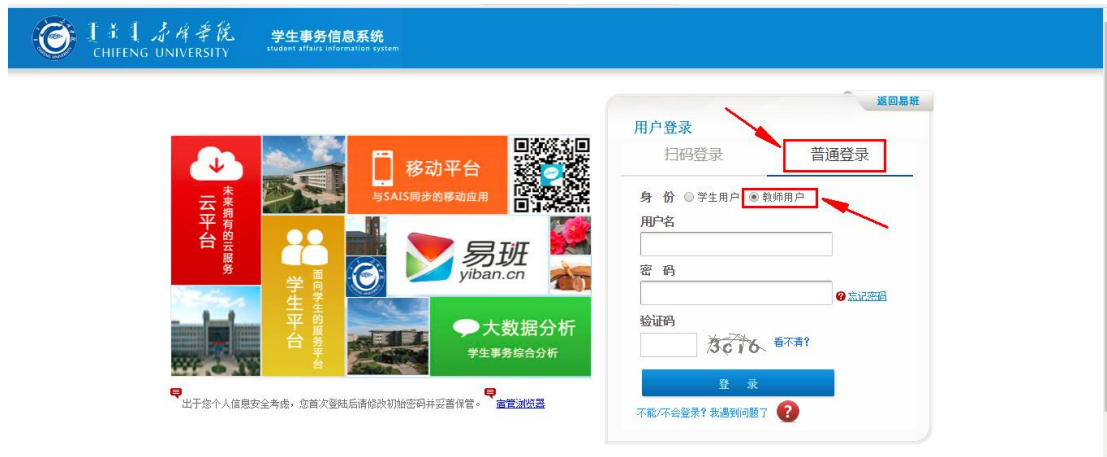 赤峰学院
CHIFENG UNIVERSITY
学生事务信息系统
student affairs information system
返回易班
用户登录
扫码登录
普通登录
身 份
学生用户
教师用户
用户名
密 码
忘记密码
验证码
3c16
看不清?
登 录
不能/不会登录?我遇到问题了
云平台
未来拥有的云服务
移动平台
与SAIS同步的移动应用
学生平台
面向学生的服务平台
易班
yiban.cn
大数据分析
学生事务综合分析
出于您个人信息安全考虑,您首次登陆后请修改初始密码并妥善保管。
宿管浏览器